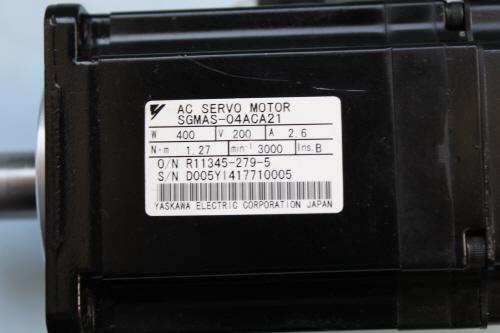 AC SERVO MOTOR
SGMAS-04ACA21
W 400 V 200 A 2.6
N·m 1.27 min⁻¹ 3000 Ins.B
O/N R11345-279-5
S/N D005Y1417710005
YASKAWA ELECTRIC CORPORATION JAPAN